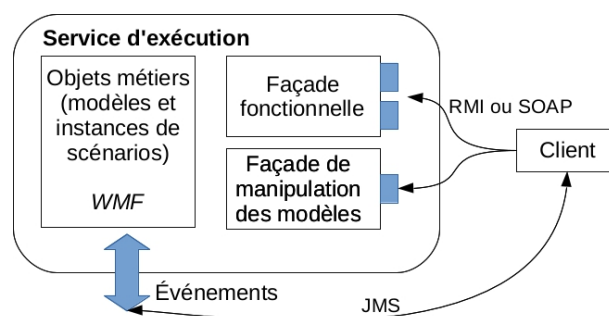 Service d'exécution
Objets métiers
(modèles et
instances de
scénarios)
WMF
Façade
fonctionnelle
Façade de
manipulation
des modèles
RMI ou SOAP
Client
Événements
JMS